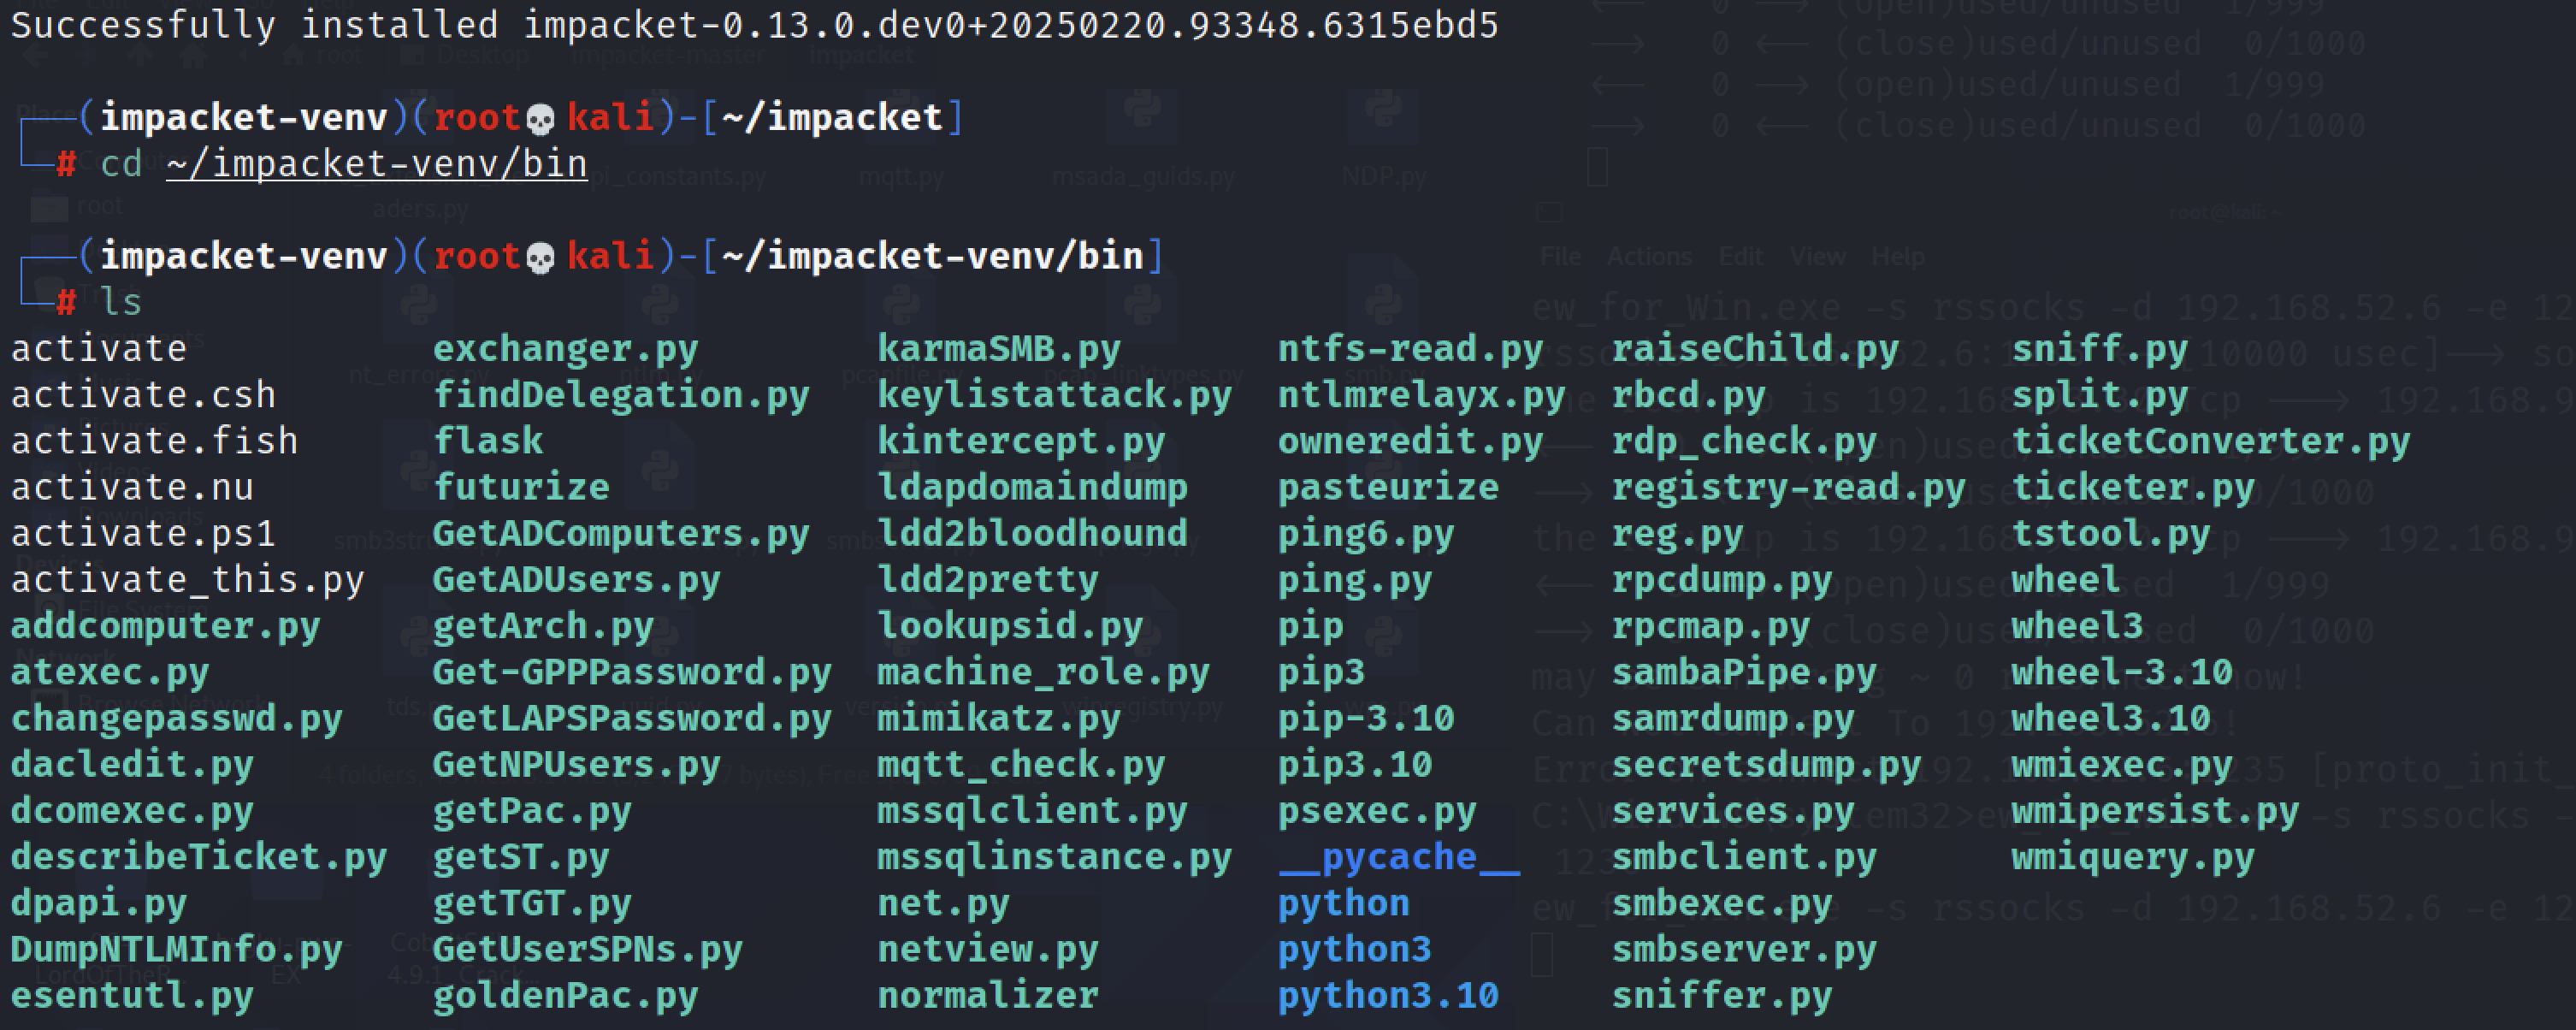 Successfully installed impacket-0.13.0.dev0+20250220.93348.6315ebd5
(impacket-venv)(root💀kali)-[~/impacket]
# cd ~/impacket-venv/bin
(impacket-venv)(root💀kali)-[~/impacket-venv/bin]
# ls
activate exchanger.py karmaSMB.py ntfs-read.py raiseChild.py sniff.py
activate.csh findDelegation.py keylistattack.py ntlmrelayx.py rbcd.py split.py
activate.fish flask kintercept.py owneredit.py rdp_check.py ticketConverter.py
activate.nu futurize ldapdomaindump pasteurize registry-read.py ticketer.py
activate.ps1 GetADComputers.py ldd2bloodhound ping6.py reg.py tstool.py
activate_this.py GetADUsers.py ldd2pretty ping.py rpcdump.py wheel
addcomputer.py getArch.py lookupsid.py pip rpcmap.py wheel3
atexec.py Get-GPPPassword.py machine_role.py pip3 sambaPipe.py wheel-3.10
changepasswd.py GetLAPSPassword.py mimikatz.py pip-3.10 samrdump.py wheel3.10
dacledit.py GetNPUsers.py mqtt_check.py pip3.10 secretsdump.py wmiexec.py
dcomexec.py getPac.py mssqlclient.py psexec.py services.py wmipersist.py
describeTicket.py getST.py mssqlinstance.py __pycache__ smbclient.py wmiquery.py
dpapi.py getTGT.py net.py python smbexec.py
DumpNTLMInfo.py GetUserSPNs.py netview.py python3 smbserver.py
esentutl.py goldenPac.py normalizer python3.10 sniffer.py